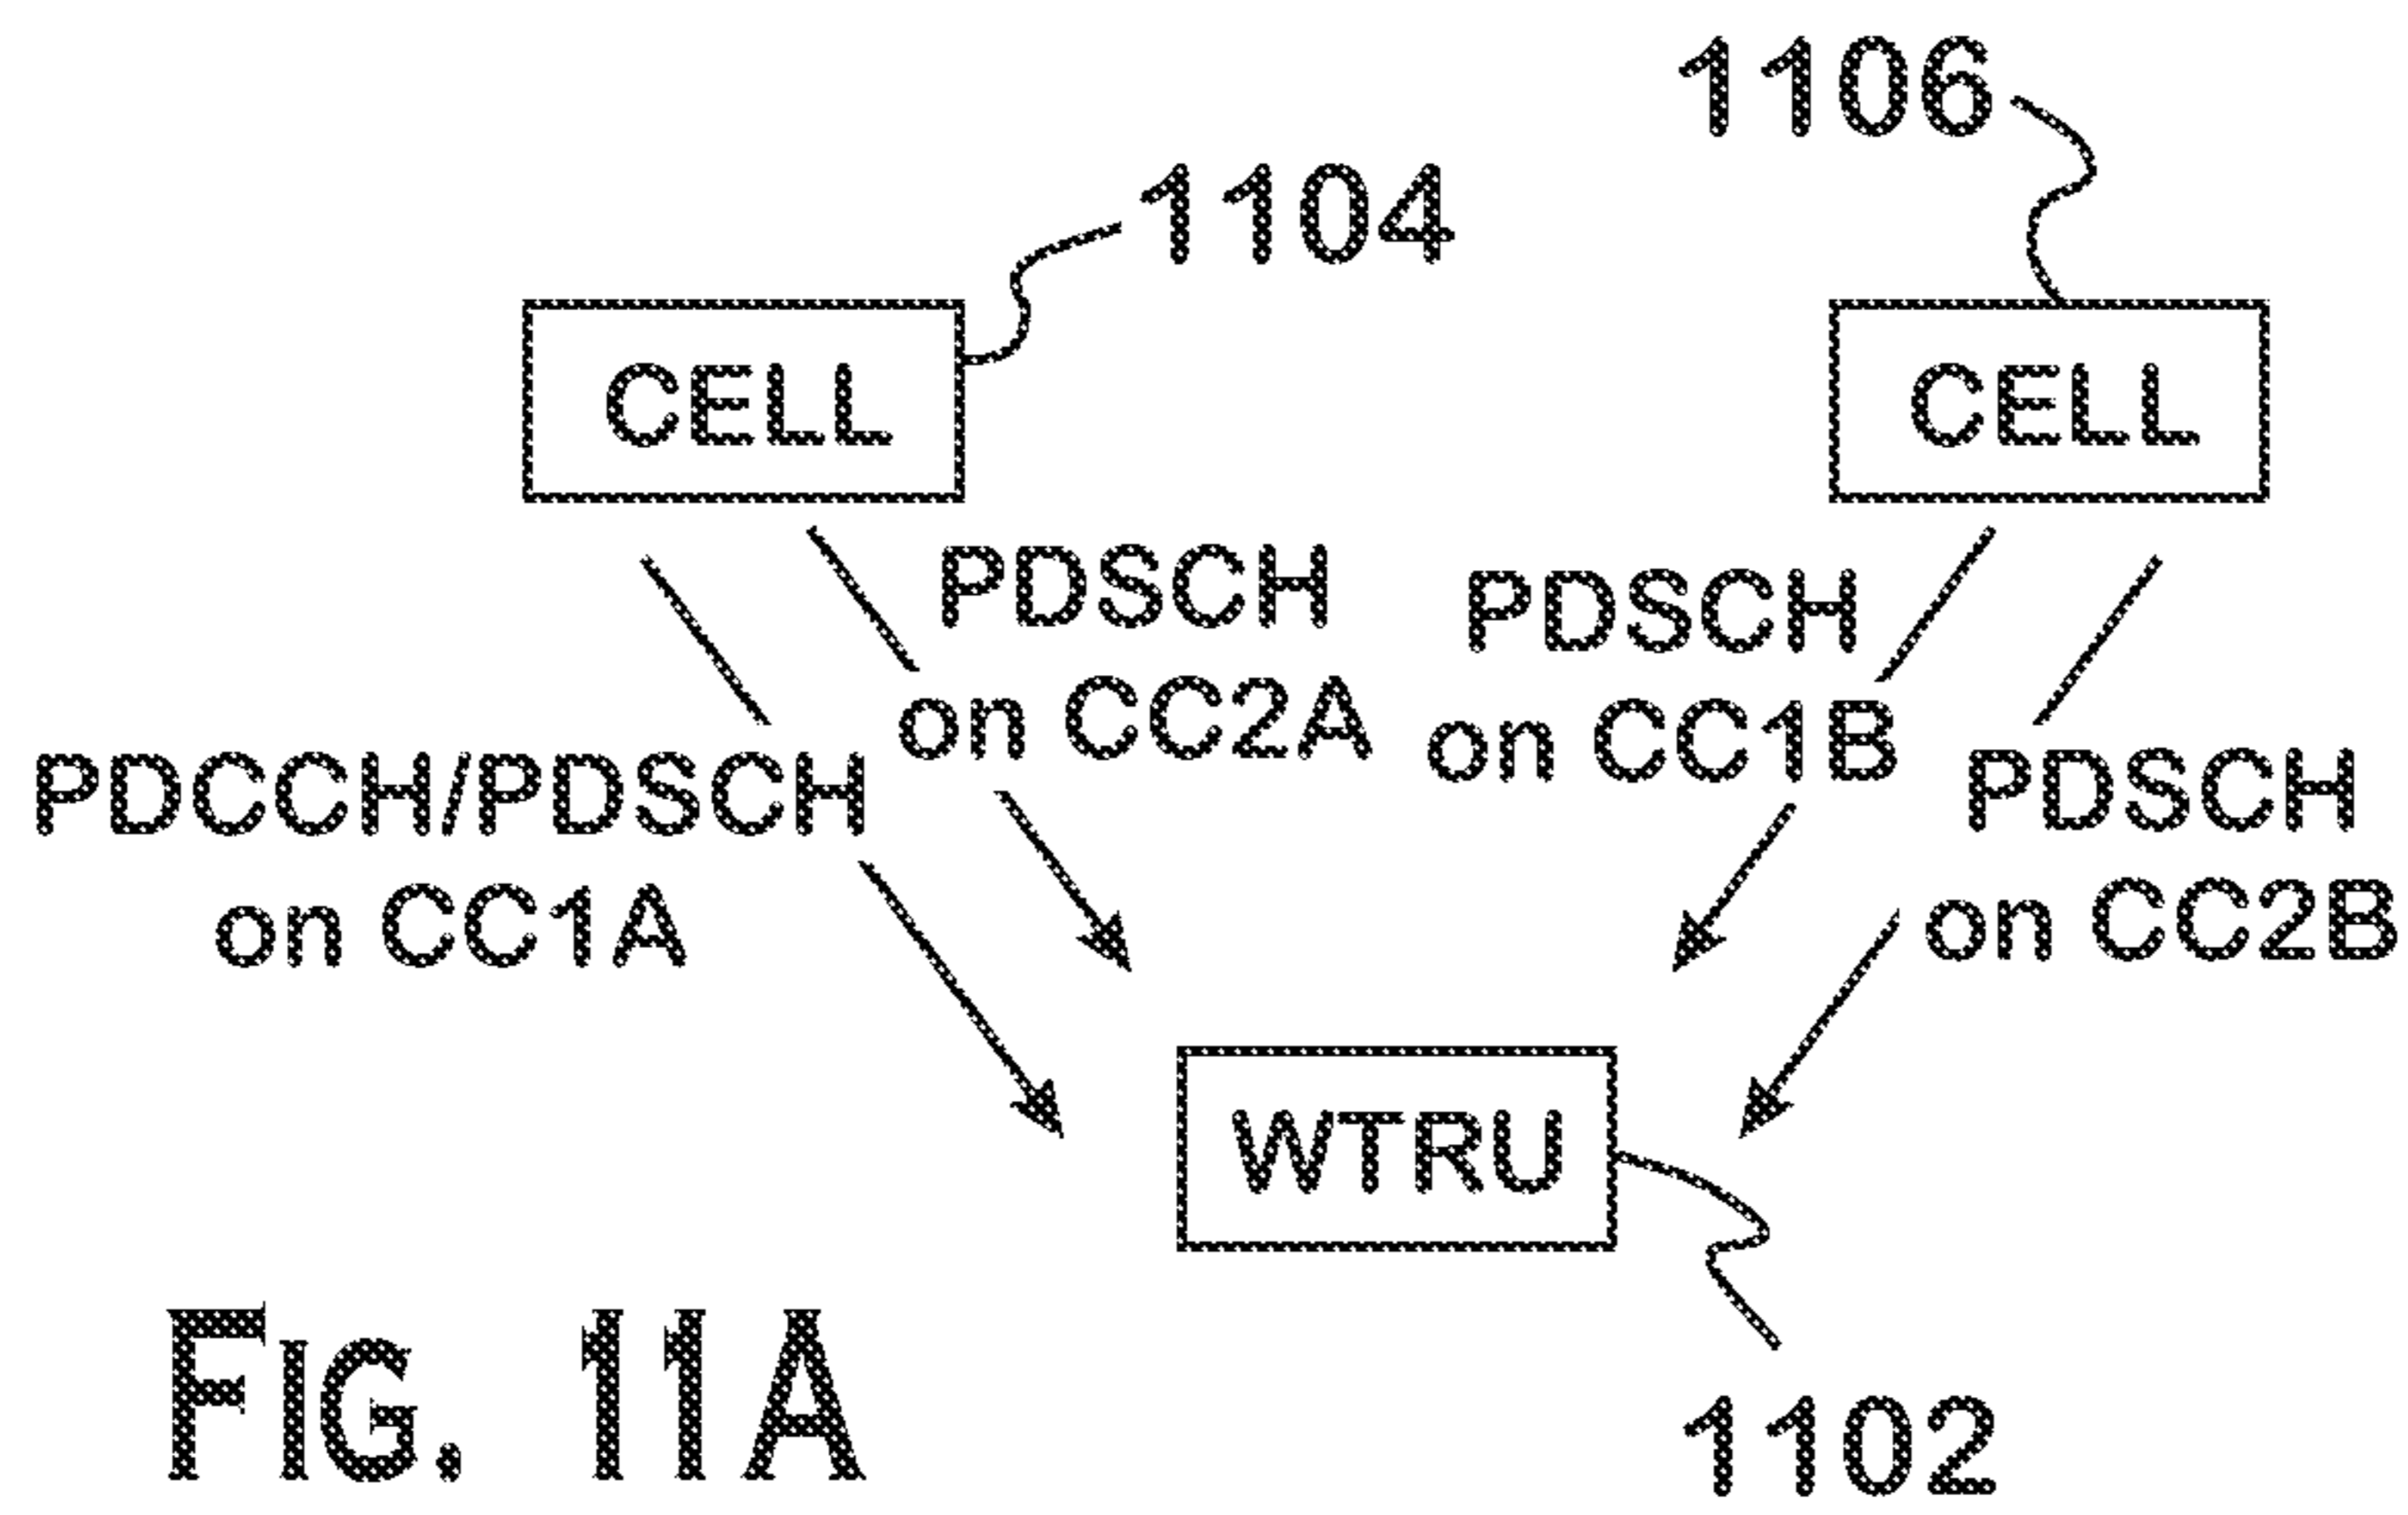 1106
1104
CELL
CELL
PDSCH
on CC2A
PDSCH
on CC1B
PDCCH/PDSCH
on CC1A
PDSCH
on CC2B
WTRU
FIG. 11A
1102